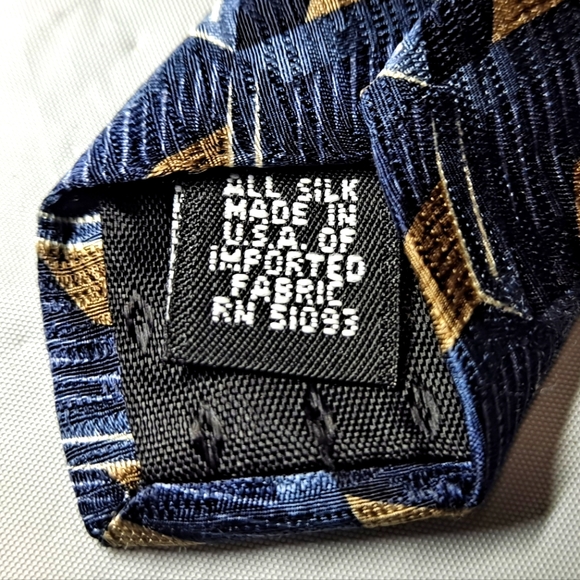 ALL SILK
MADE IN
U.S.A. OF
IMPORTED
FABRIC
RN 51093